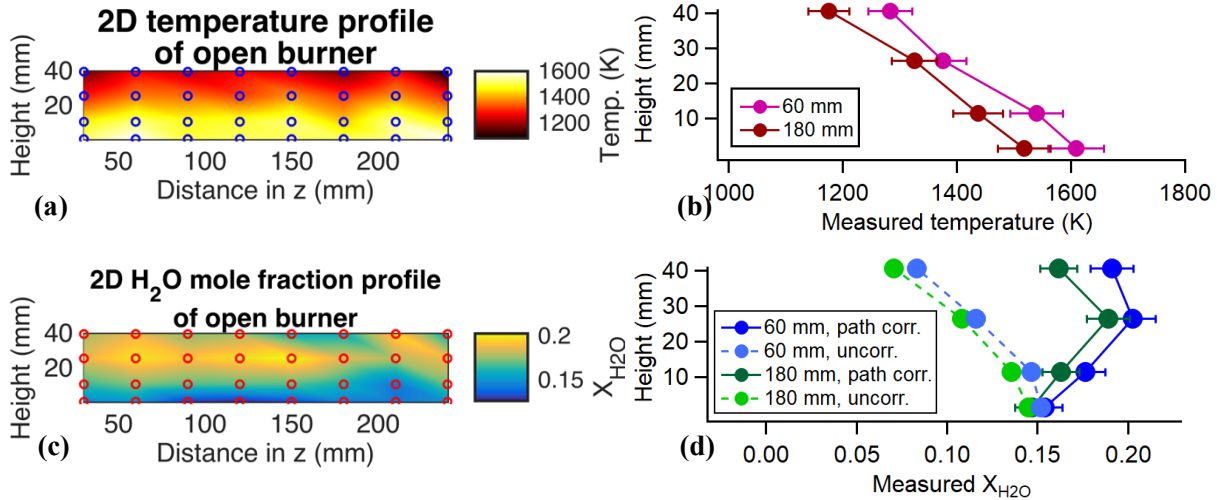 2D temperature profile
of open burner
Height (mm)
40
20
50
100
150
200
Distance in z (mm)
1600
1400
1200
Temp. (K)
(a)
Height (mm)
40
30
20
10
60 mm
180 mm
1000
1200
1400
1600
1800
Measured temperature (K)
(b)
2D H2O mole fraction profile
of open burner
Height (mm)
40
20
50
100
150
200
Distance in z (mm)
0.2
0.15
XH2O
(c)
Height (mm)
40
30
20
10
60 mm, path corr.
60 mm, uncorr.
180 mm, path corr.
180 mm, uncorr.
0.00
0.05
0.10
0.15
0.20
Measured XH2O
(d)